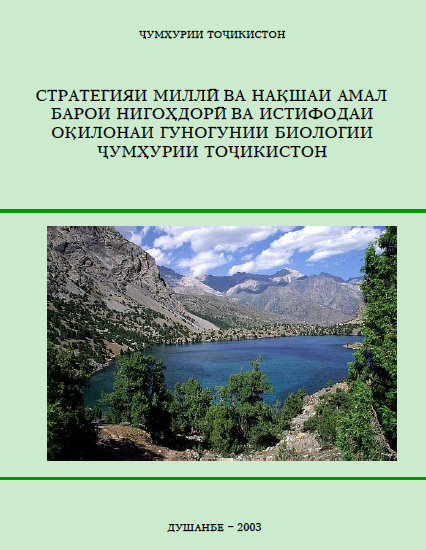 ҶУМҲУРИИ ТОҶИКИСТОН
СТРАТЕГИЯИ МИЛЛӢ ВА НАҚШАИ АМАЛ
БАРОИ НИГОҲДОРӢ ВА ИСТИФОДАИ
ОҚИЛОНАИ ГУНОГУНИИ БИОЛОГИИ
ҶУМҲУРИИ ТОҶИКИСТОН
ДУШАНБЕ – 2003